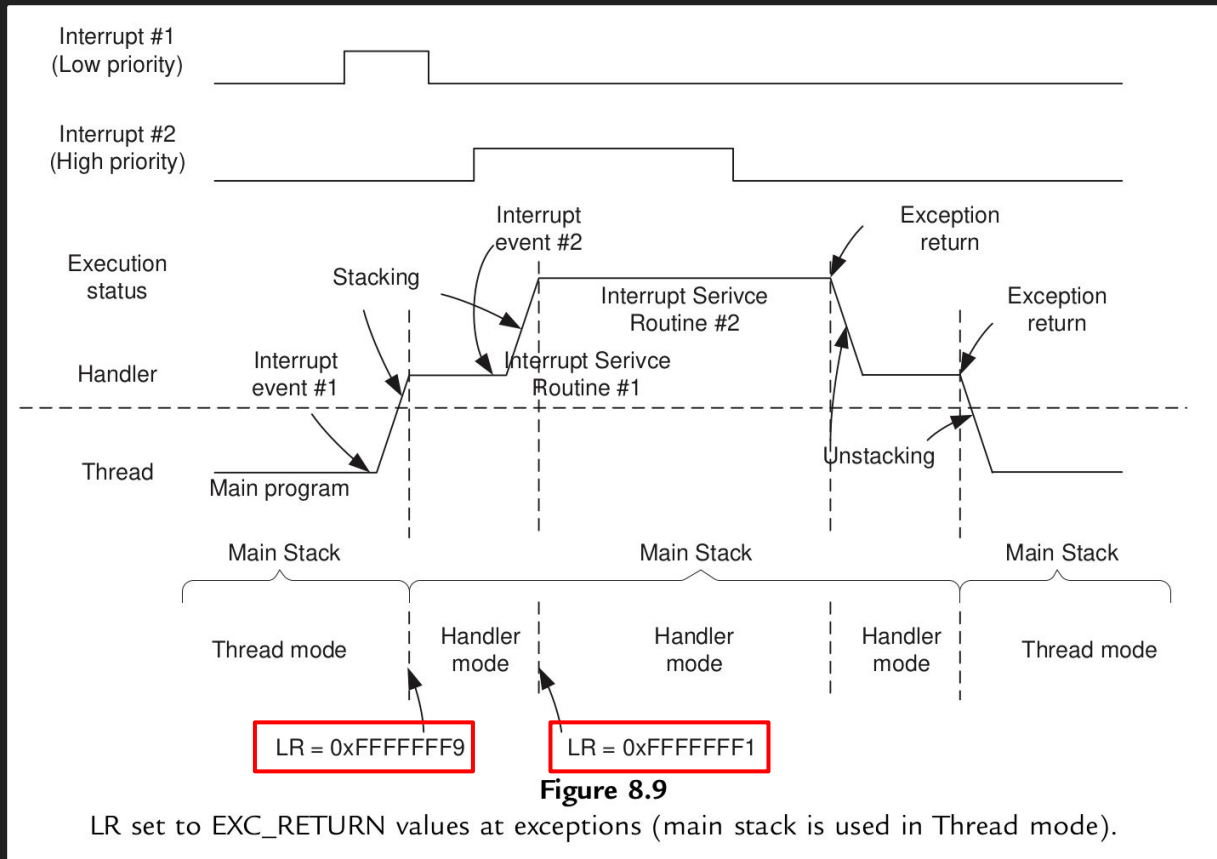 Interrupt #1
(Low priority)
Interrupt #2
(High priority)
Interrupt
event #2
Exception
return
Execution
status
Stacking
Interrupt Serivce
Routine #2
Exception
return
Interrupt
event #1
Handler
Interrupt Serivce
Routine #1
Thread
Main program
Unstacking
Main Stack
Main Stack
Main Stack
Thread mode
Handler
mode
Handler
mode
Handler
mode
Thread mode
LR = 0xFFFFFFF9
LR = 0xFFFFFFF1
Figure 8.9
LR set to EXC_RETURN values at exceptions (main stack is used in Thread mode).